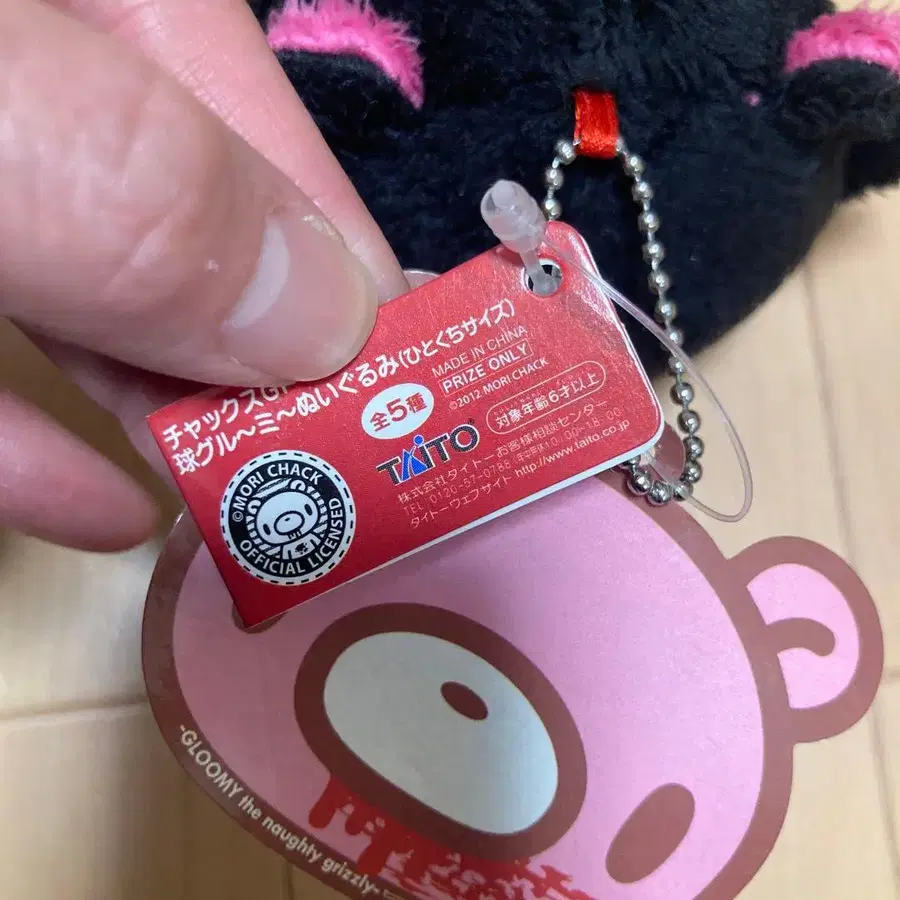 チャックスGP
球グル〜ミ〜ぬいぐるみ(ひとくちサイズ)
全5種
MADE IN CHINA
PRIZE ONLY
©2012 MORI CHACK
対象年齢6才以上
TAITO
株式会社タイトー お客様相談センター
TEL 0120-57-0788
タイトーウェブサイト http://www.taito.co.jp
©MORI CHACK
OFFICIAL LICENSED
-GLOOMY the naughty grizzly-